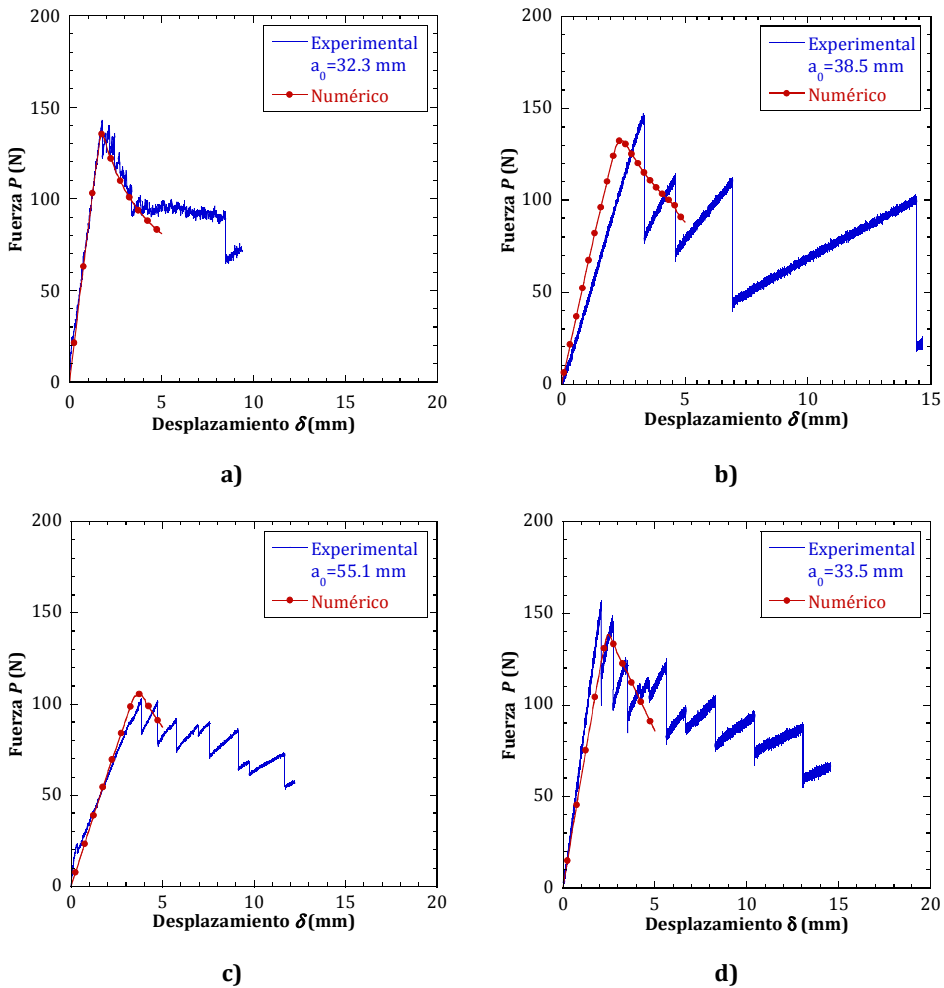 200
150
100
50
0
Fuerza P (N)
Experimental
a0=32.3 mm
Numérico
0 5 10 15 20
Desplazamiento δ (mm)
a)
200
150
100
50
0
Fuerza P (N)
Experimental
a0=38.5 mm
Numérico
0 5 10 15
Desplazamiento δ (mm)
b)
200
150
100
50
0
Fuerza P (N)
Experimental
a0=55.1 mm
Numérico
0 5 10 15 20
Desplazamiento δ (mm)
c)
200
150
100
50
0
Fuerza P (N)
Experimental
a0=33.5 mm
Numérico
0 5 10 15 20
Desplazamiento δ (mm)
d)